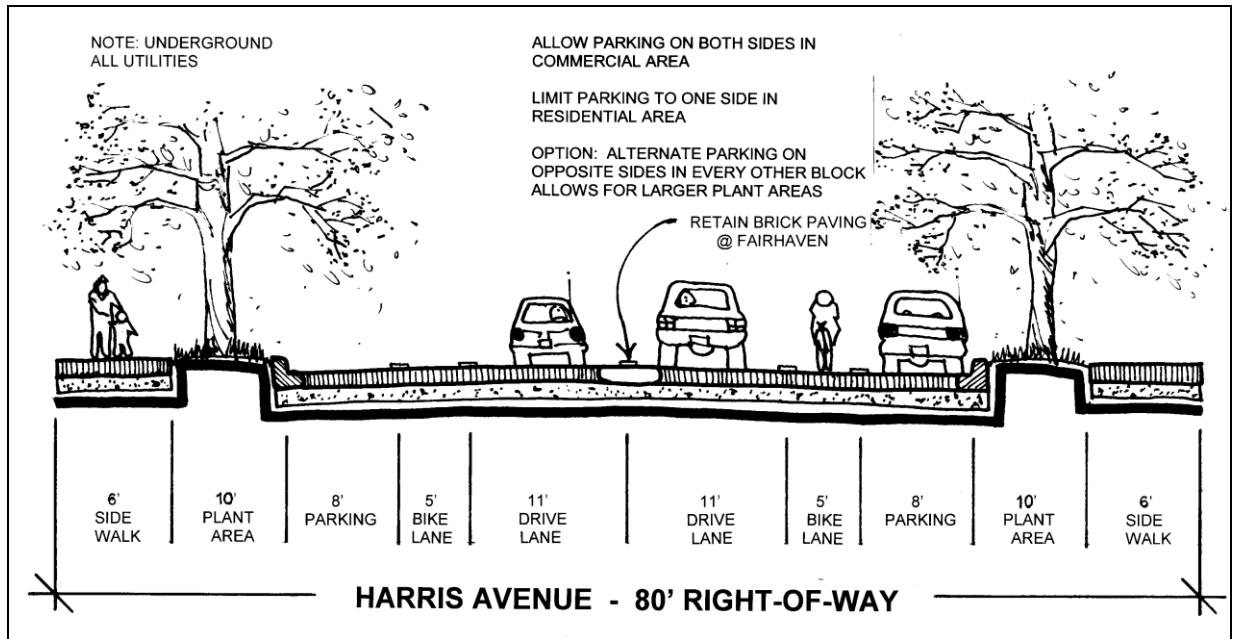 NOTE: UNDERGROUND
ALL UTILITIES
ALLOW PARKING ON BOTH SIDES IN
COMMERCIAL AREA
LIMIT PARKING TO ONE SIDE IN
RESIDENTIAL AREA
OPTION: ALTERNATE PARKING ON
OPPOSITE SIDES IN EVERY OTHER BLOCK
ALLOWS FOR LARGER PLANT AREAS
RETAIN BRICK PAVING
@ FAIRHAVEN
6'
SIDE
WALK
10'
PLANT
AREA
8'
PARKING
5'
BIKE
LANE
11'
DRIVE
LANE
11'
DRIVE
LANE
5'
BIKE
LANE
8'
PARKING
10'
PLANT
AREA
6'
SIDE
WALK
HARRIS AVENUE - 80' RIGHT-OF-WAY